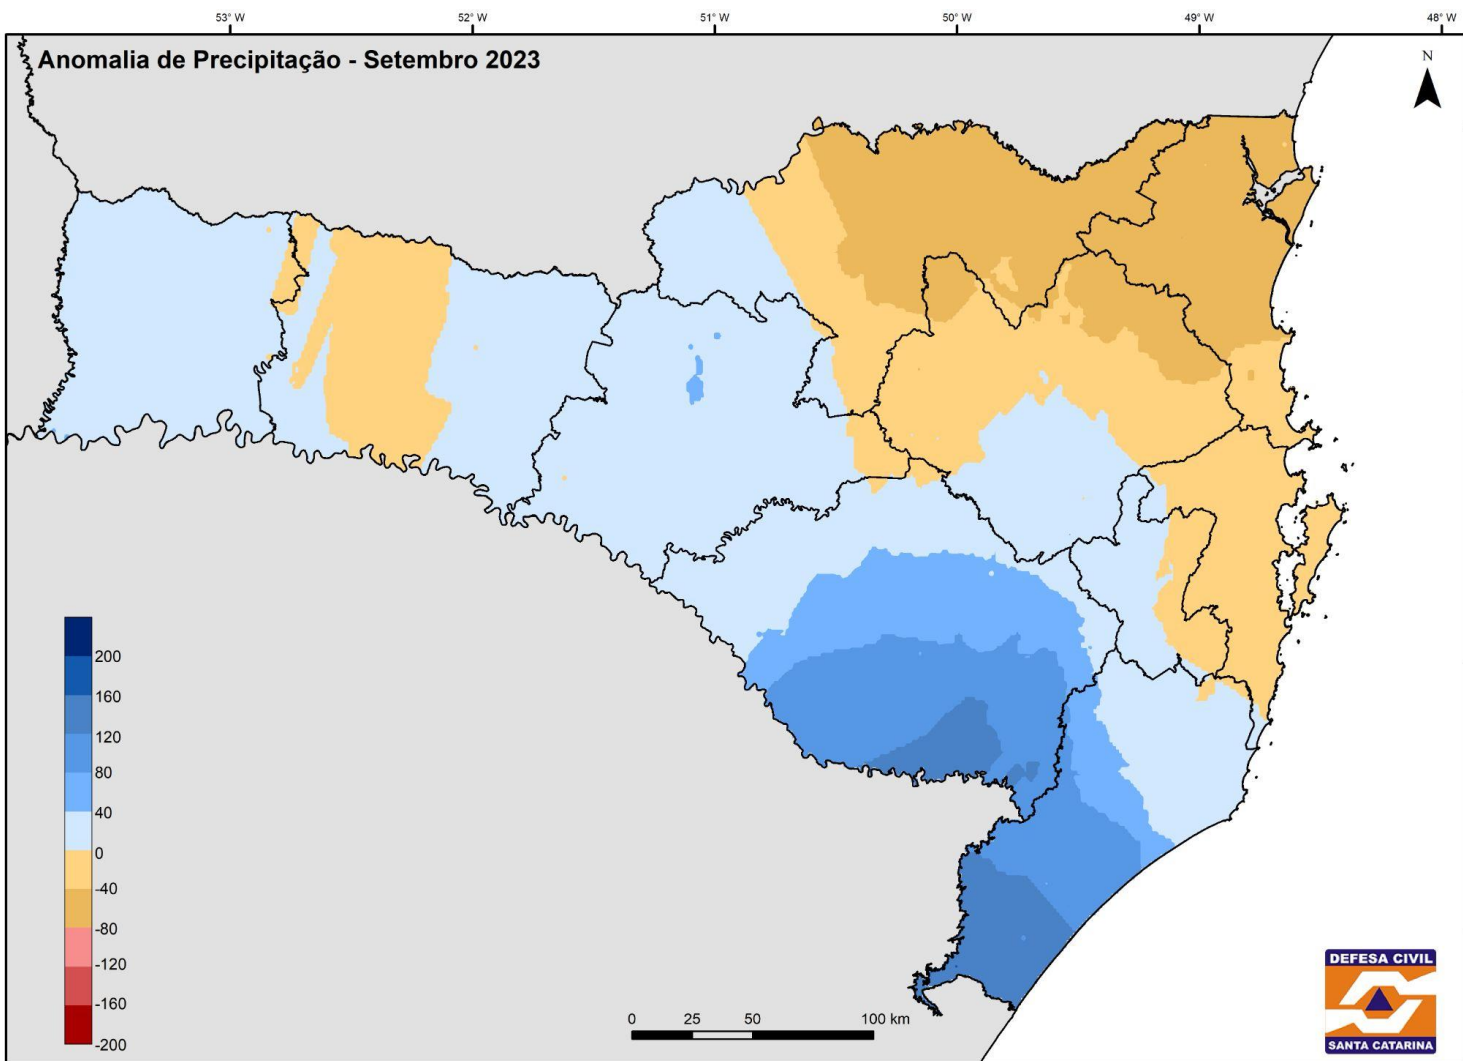 53° W
52° W
51° W
50° W
49° W
48° W
Anomalia de Precipitação - Setembro 2023
N
200
160
120
80
40
0
-40
-80
-120
-160
-200
0 25 50 100 km
DEFESA CIVIL
SANTA CATARINA